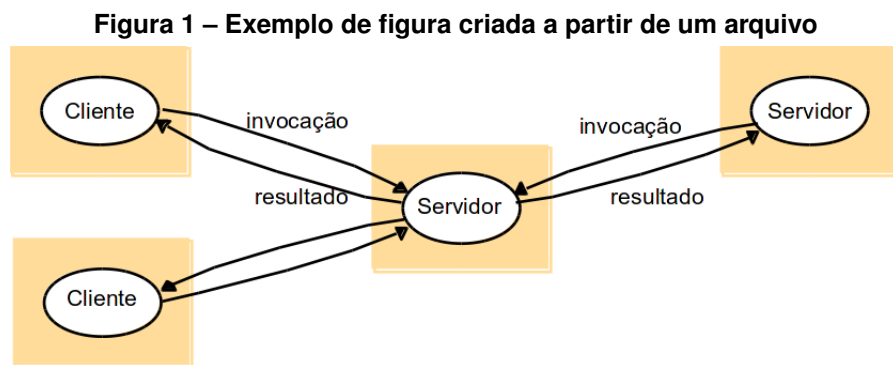 Figura 1 – Exemplo de figura criada a partir de um arquivo
Cliente
invocação
resultado
Servidor
invocação
resultado
Servidor
Cliente